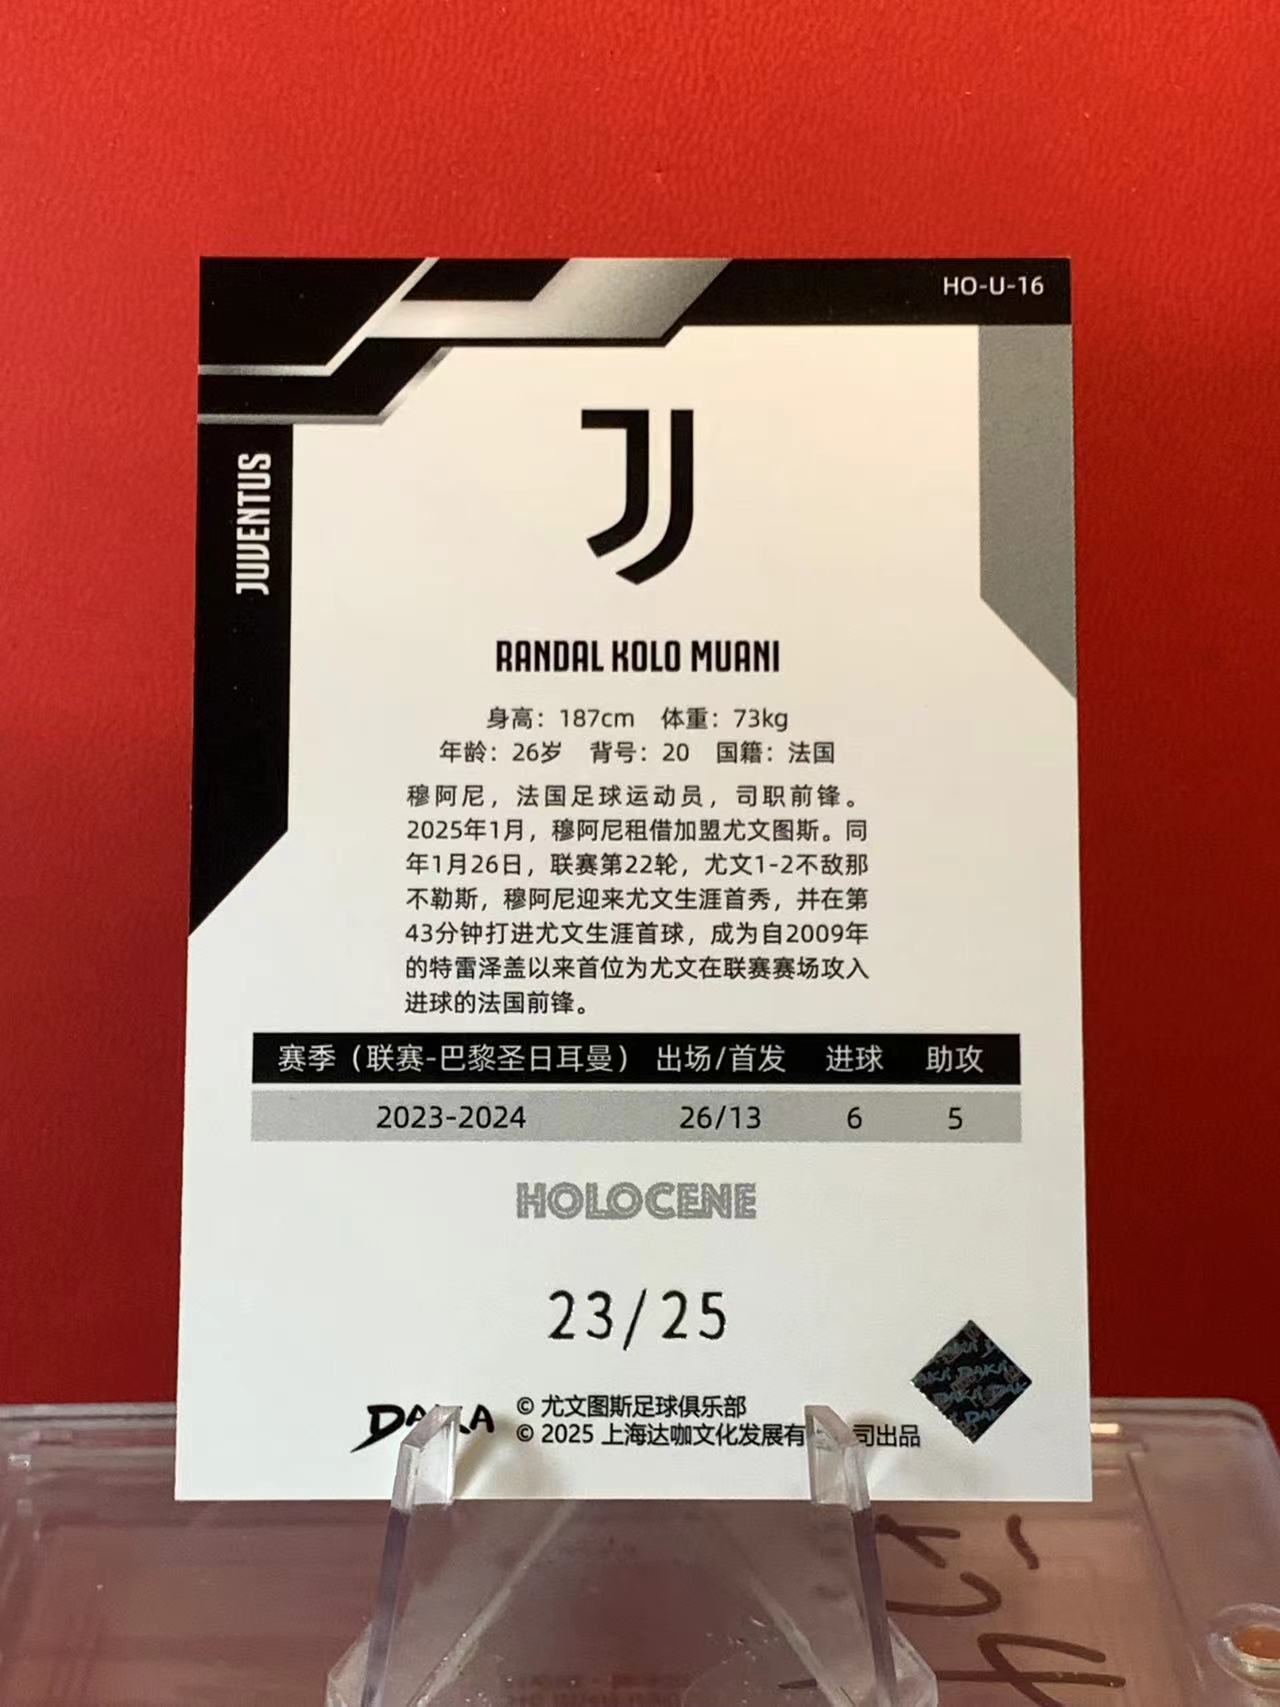 HO-U-16
JUVENTUS
RANDAL KOLO MUANI
身高：187cm 体重：73kg
年龄：26岁 背号：20 国籍：法国
穆阿尼，法国足球运动员，司职前锋。
2025年1月，穆阿尼租借加盟尤文图斯。同
年1月26日，联赛第22轮，尤文1-2不敌那
不勒斯，穆阿尼迎来尤文生涯首秀，并在第
43分钟打进尤文生涯首球，成为自2009年
的特雷泽盖以来首位为尤文在联赛赛场攻入
进球的法国前锋。
赛季（联赛-巴黎圣日耳曼） 出场/首发 进球 助攻
2023-2024 26/13 6 5
HOLOCENE
23/25
DAKA
© 尤文图斯足球俱乐部
© 2025 上海达咖文化发展有 司出品
DAKA DAKA